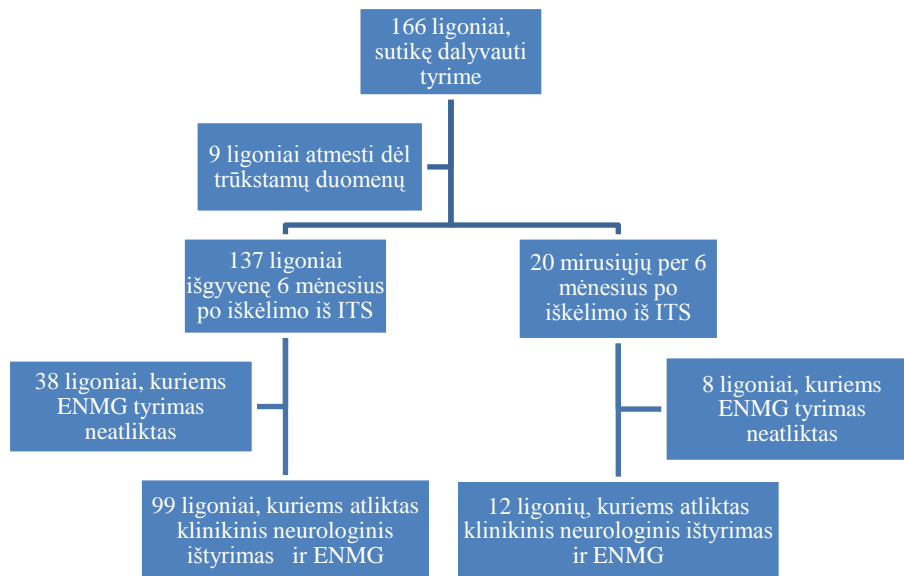 166 ligoniai,
sutikę dalyvauti
tyrime
9 ligoniai atmesti dėl
trūkstamų duomenų
137 ligoniai
išgyvenę 6 mėnesius
po iškėlimo iš ITS
20 mirusiųjų per 6
mėnesius po
iškėlimo iš ITS
38 ligoniai, kuriems
ENMG tyrimas
neatliktas
8 ligoniai, kuriems
ENMG tyrimas
neatliktas
99 ligoniai, kuriems atliktas
klinikinis neurologinis
ištyrimas ir ENMG
12 ligonių, kuriems atliktas
klinikinis neurologinis ištyrimas
ir ENMG